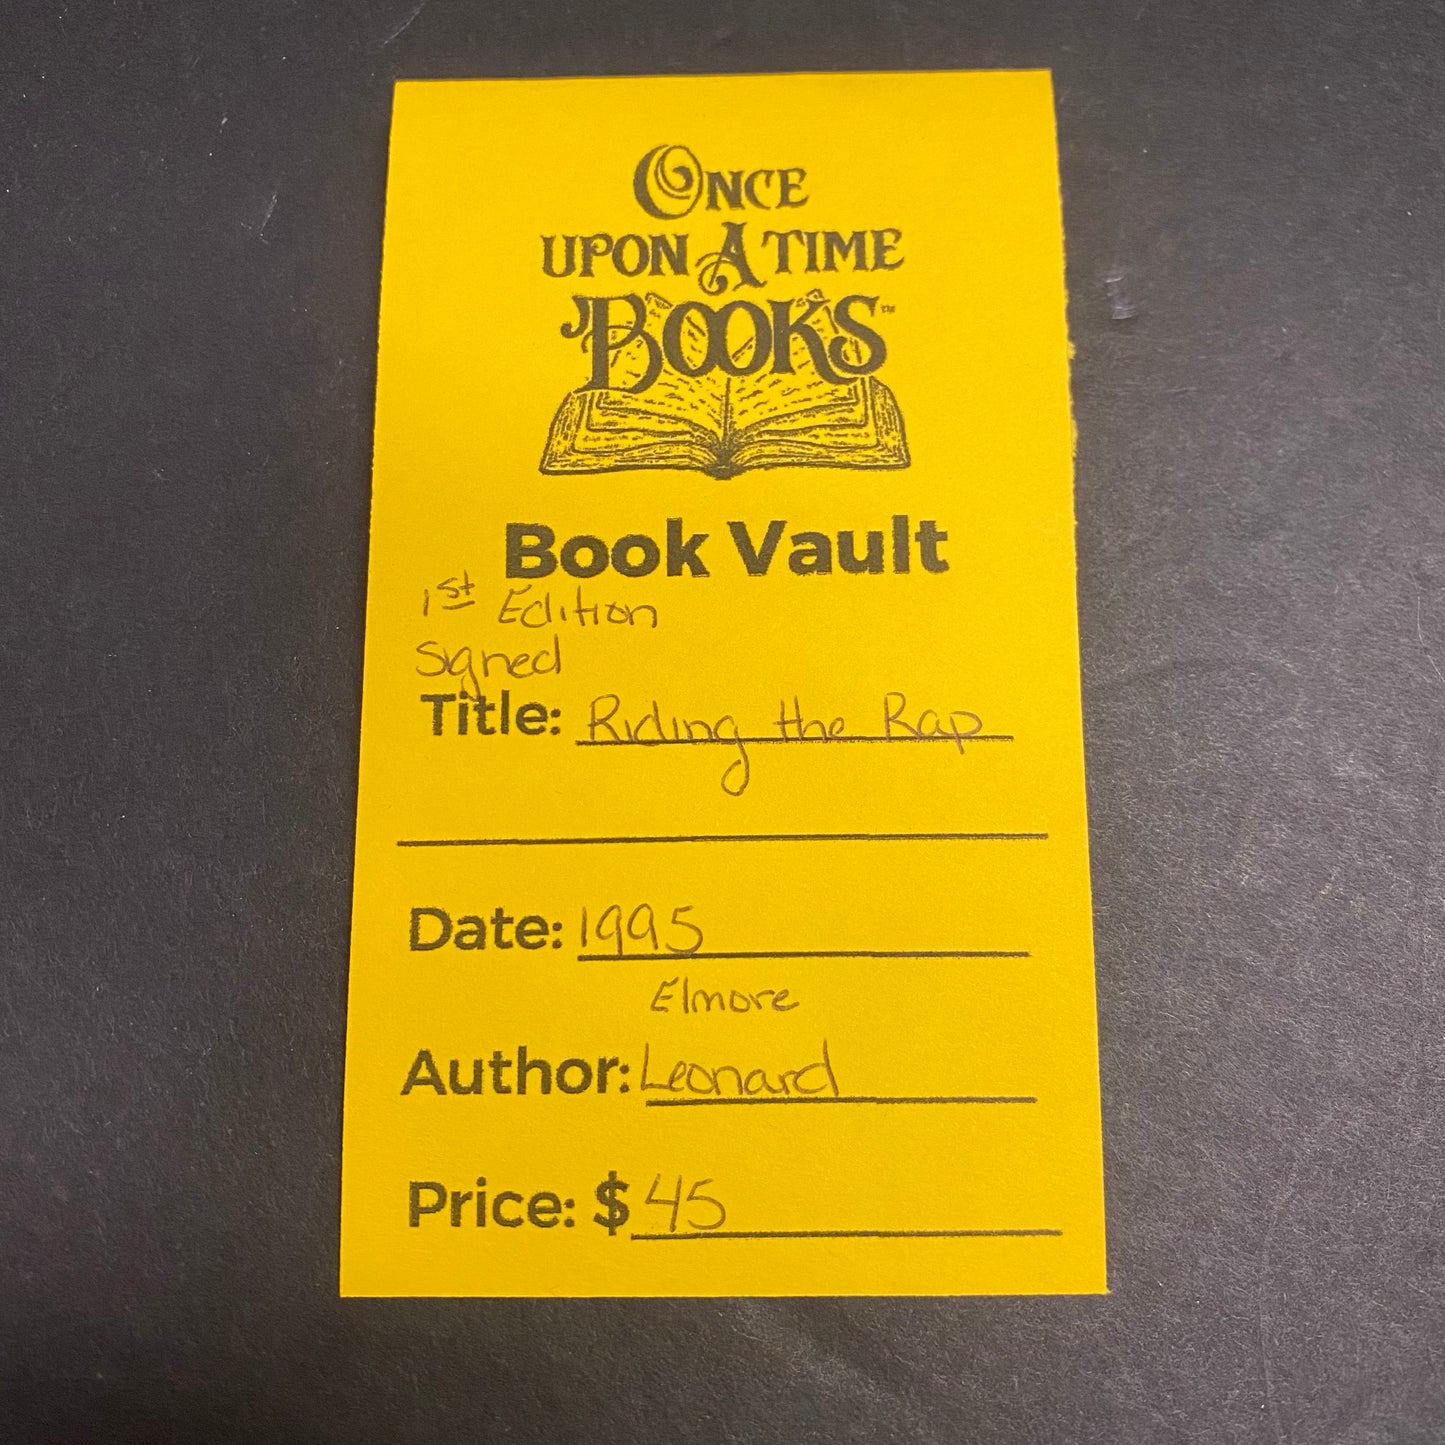 ONCE
UPON A TIME
BOOKS™
Book Vault
1st Edition
Signed
Title: Riding the Rap
Date: 1995
Elmore
Author: Leonard
Price: $45